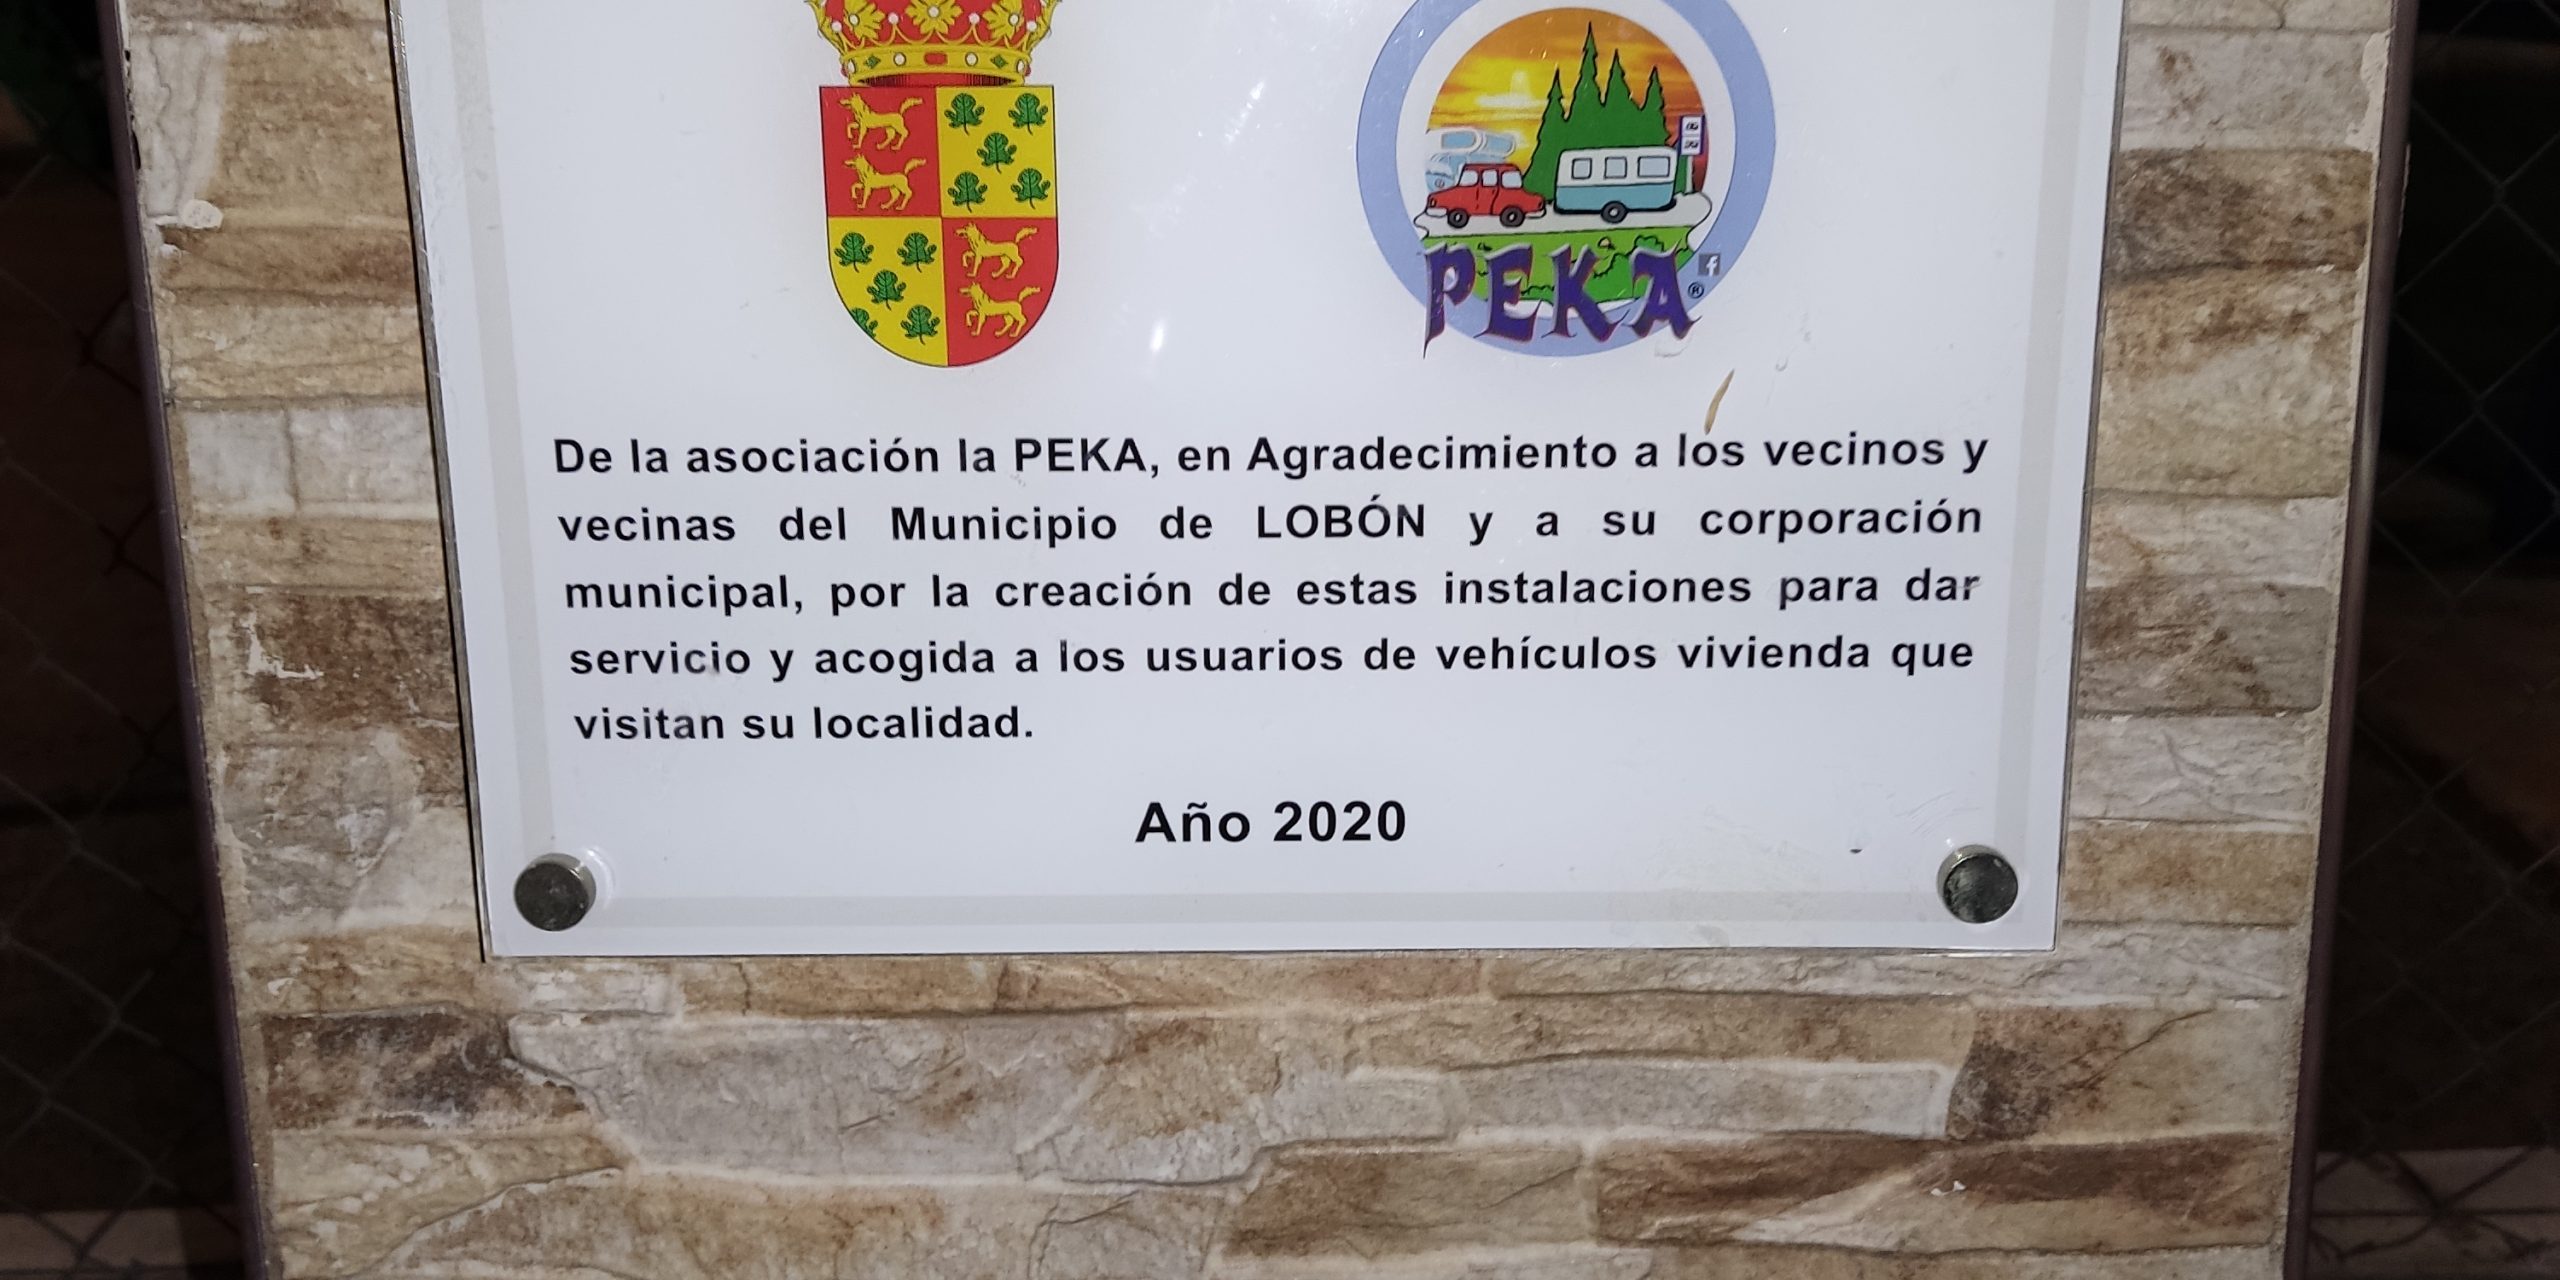 PEKA®
De la asociación la PEKA, en Agradecimiento a los vecinos y
vecinas del Municipio de LOBÓN y a su corporación
municipal, por la creación de estas instalaciones para dar
servicio y acogida a los usuarios de vehículos vivienda que
visitan su localidad.
Año 2020